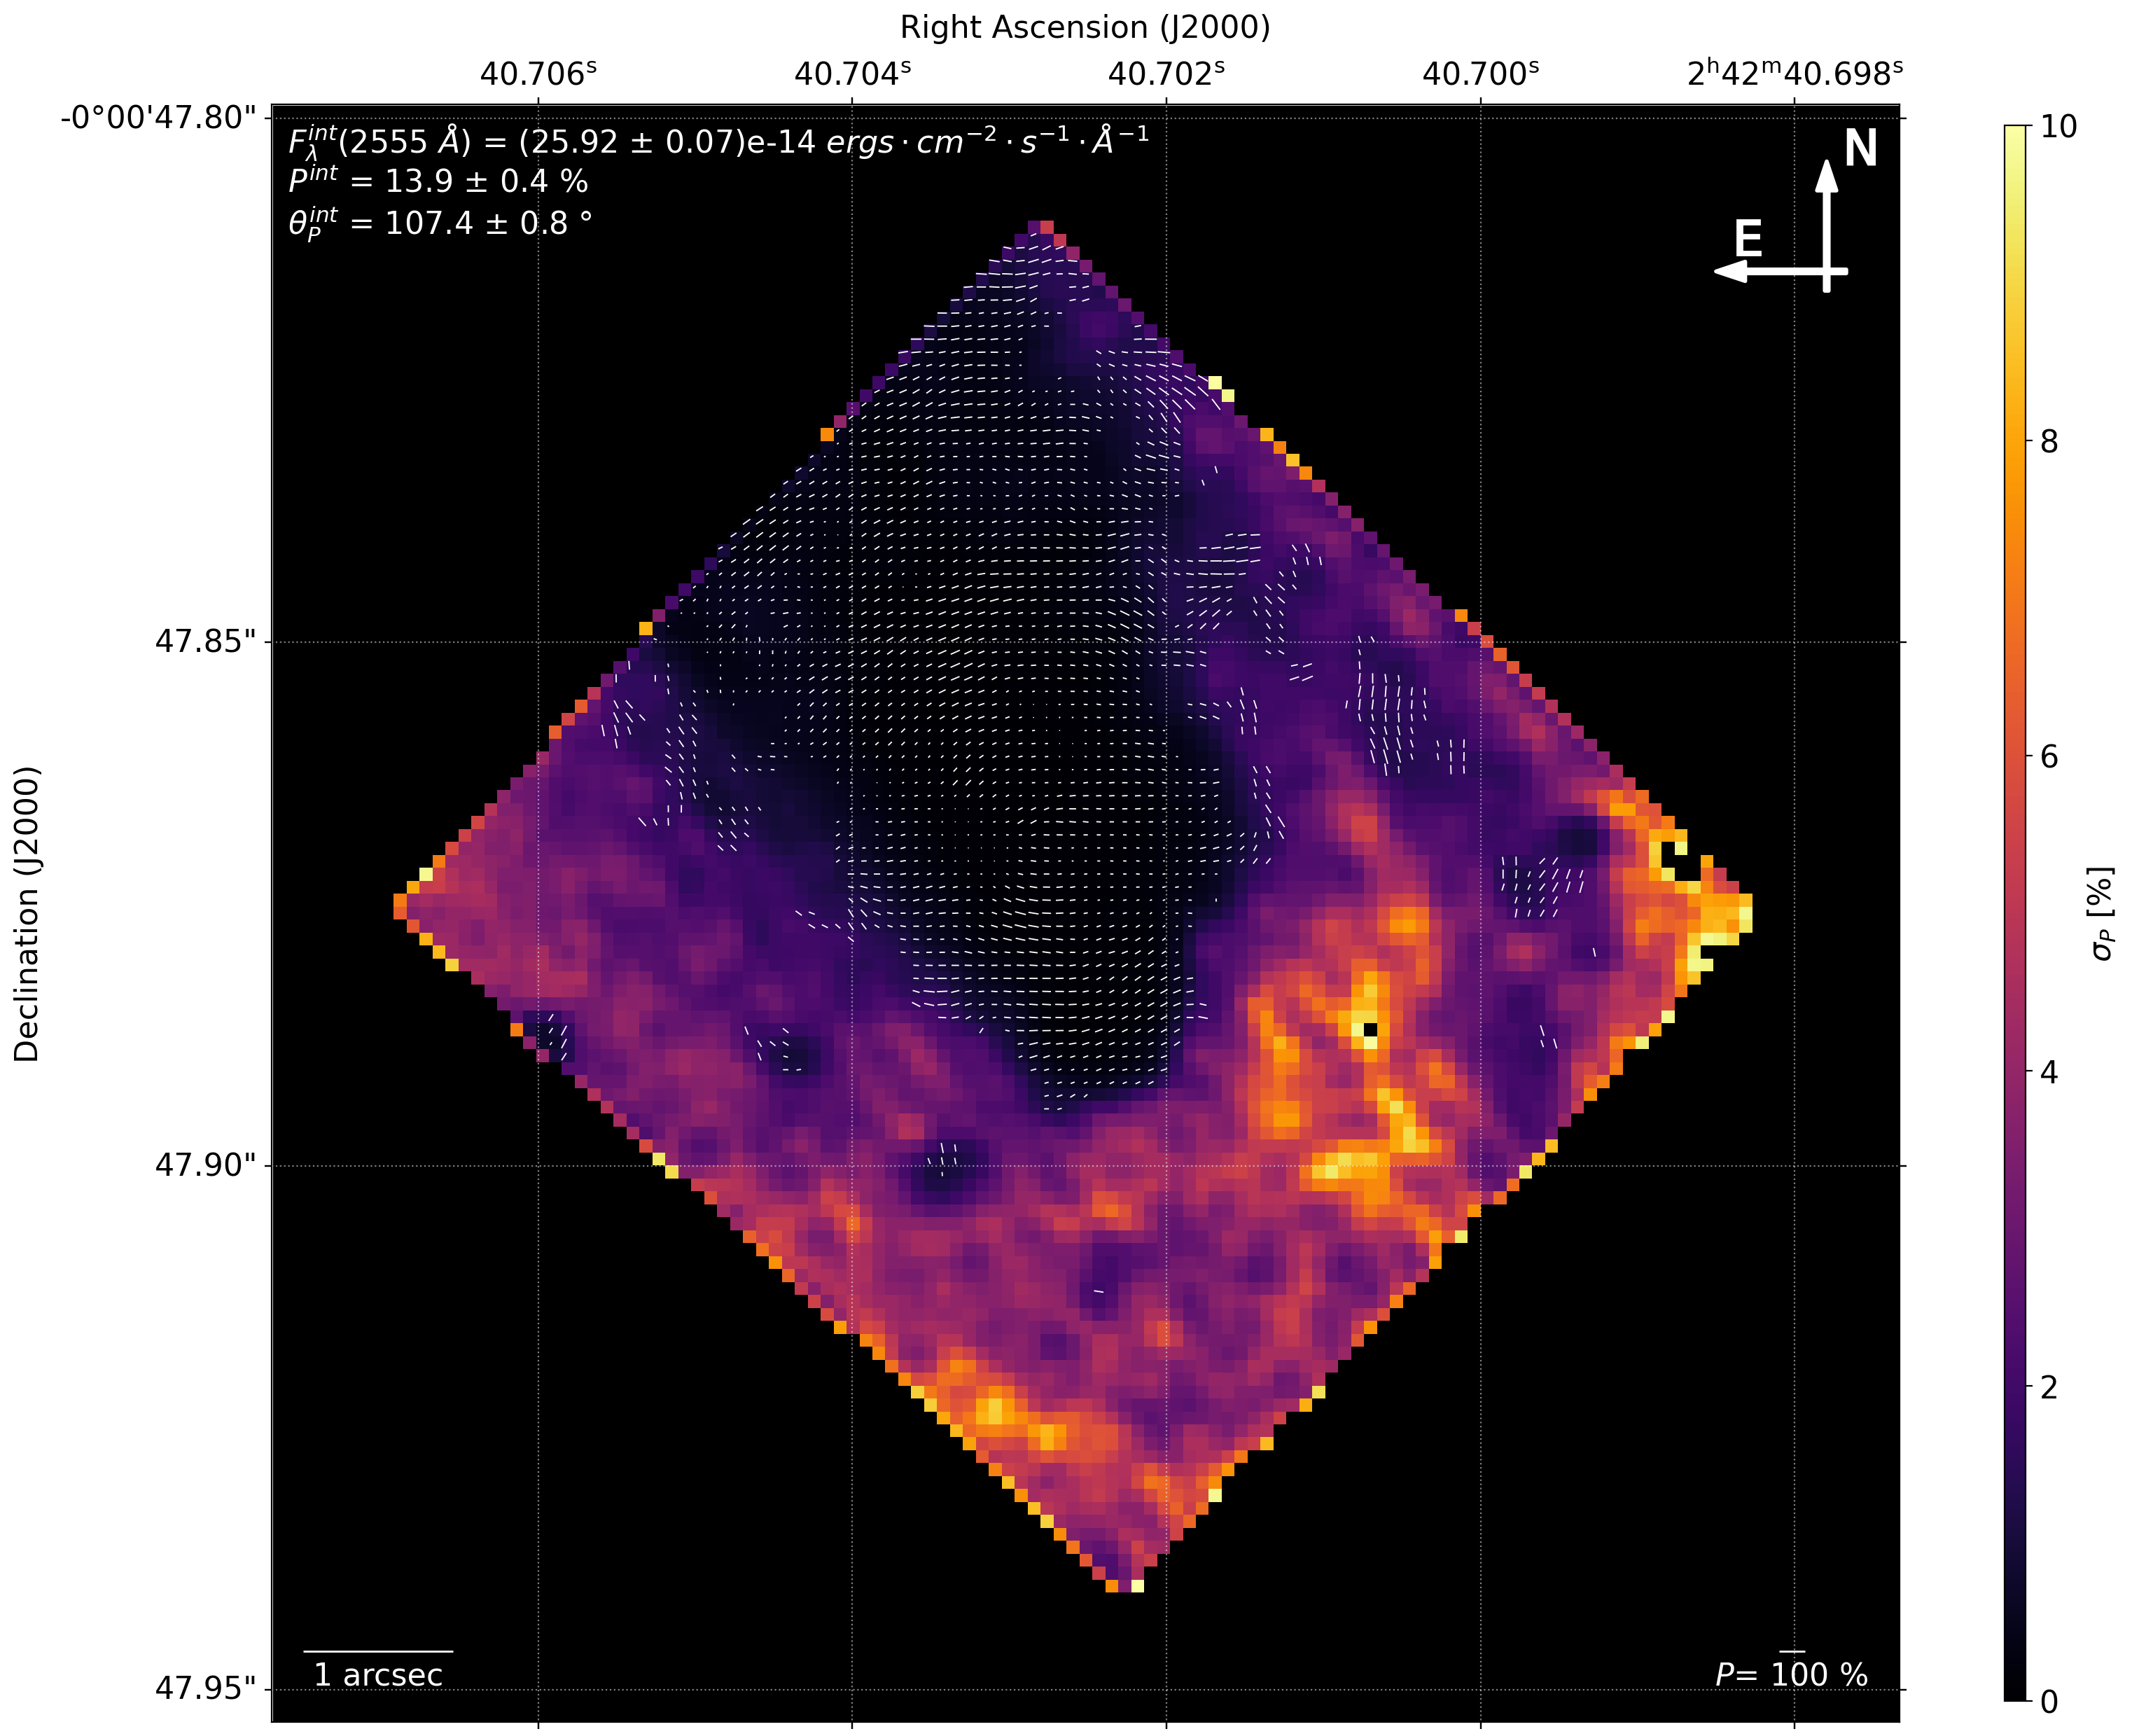 Right Ascension (J2000)
40.706ˢ 40.704ˢ 40.702ˢ 40.700ˢ 2ʰ42ᵐ40.698ˢ
-0°00'47.80"
47.85"
47.90"
47.95"
Declination (J2000)
F_λ^int(2555 Å) = (25.92 ± 0.07)e-14 ergs · cm⁻² · s⁻¹ · Å⁻¹
P^int = 13.9 ± 0.4 %
θ_P^int = 107.4 ± 0.8 °
N
E
1 arcsec
P= 100 %
10
8
6
4
2
0
σ_P [%]